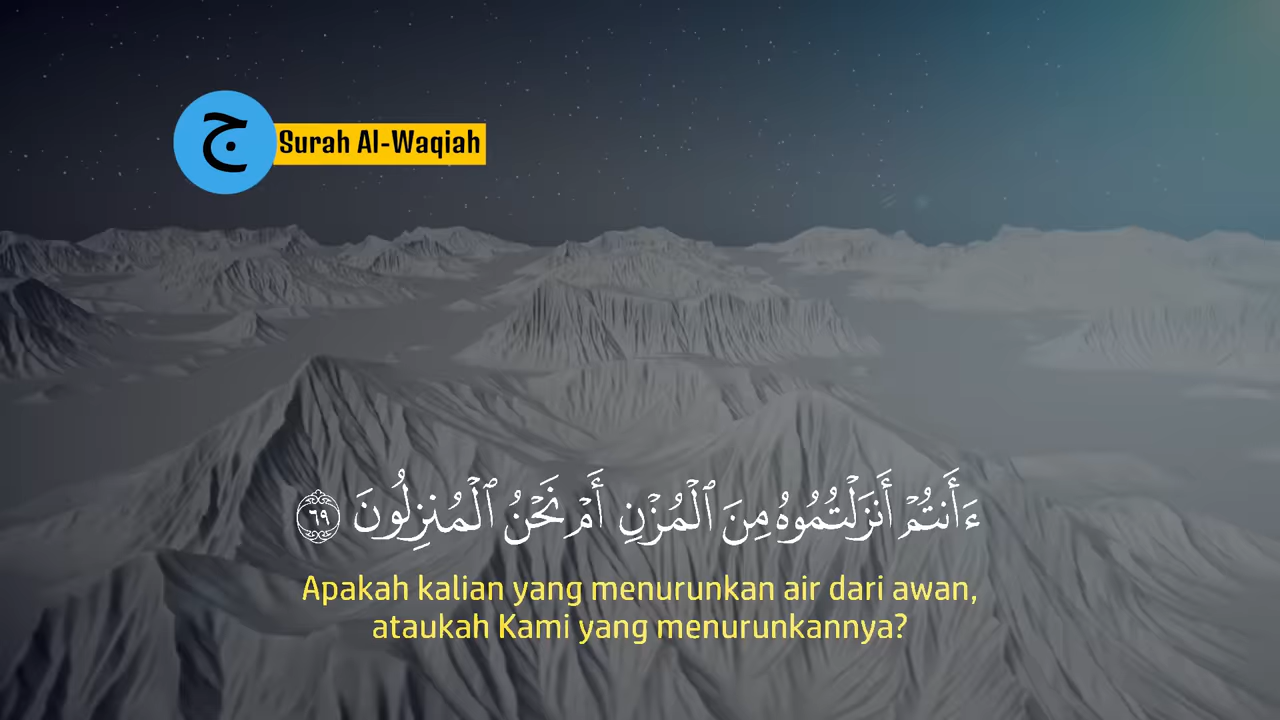 ج
Surah Al-Waqiah
ءَأَنتُمْ أَنزَلْتُمُوهُ مِنَ ٱلْمُزْنِ أَمْ نَحْنُ ٱلْمُنزِلُونَ ٦٩
Apakah kalian yang menurunkan air dari awan,
ataukah Kami yang menurunkannya?